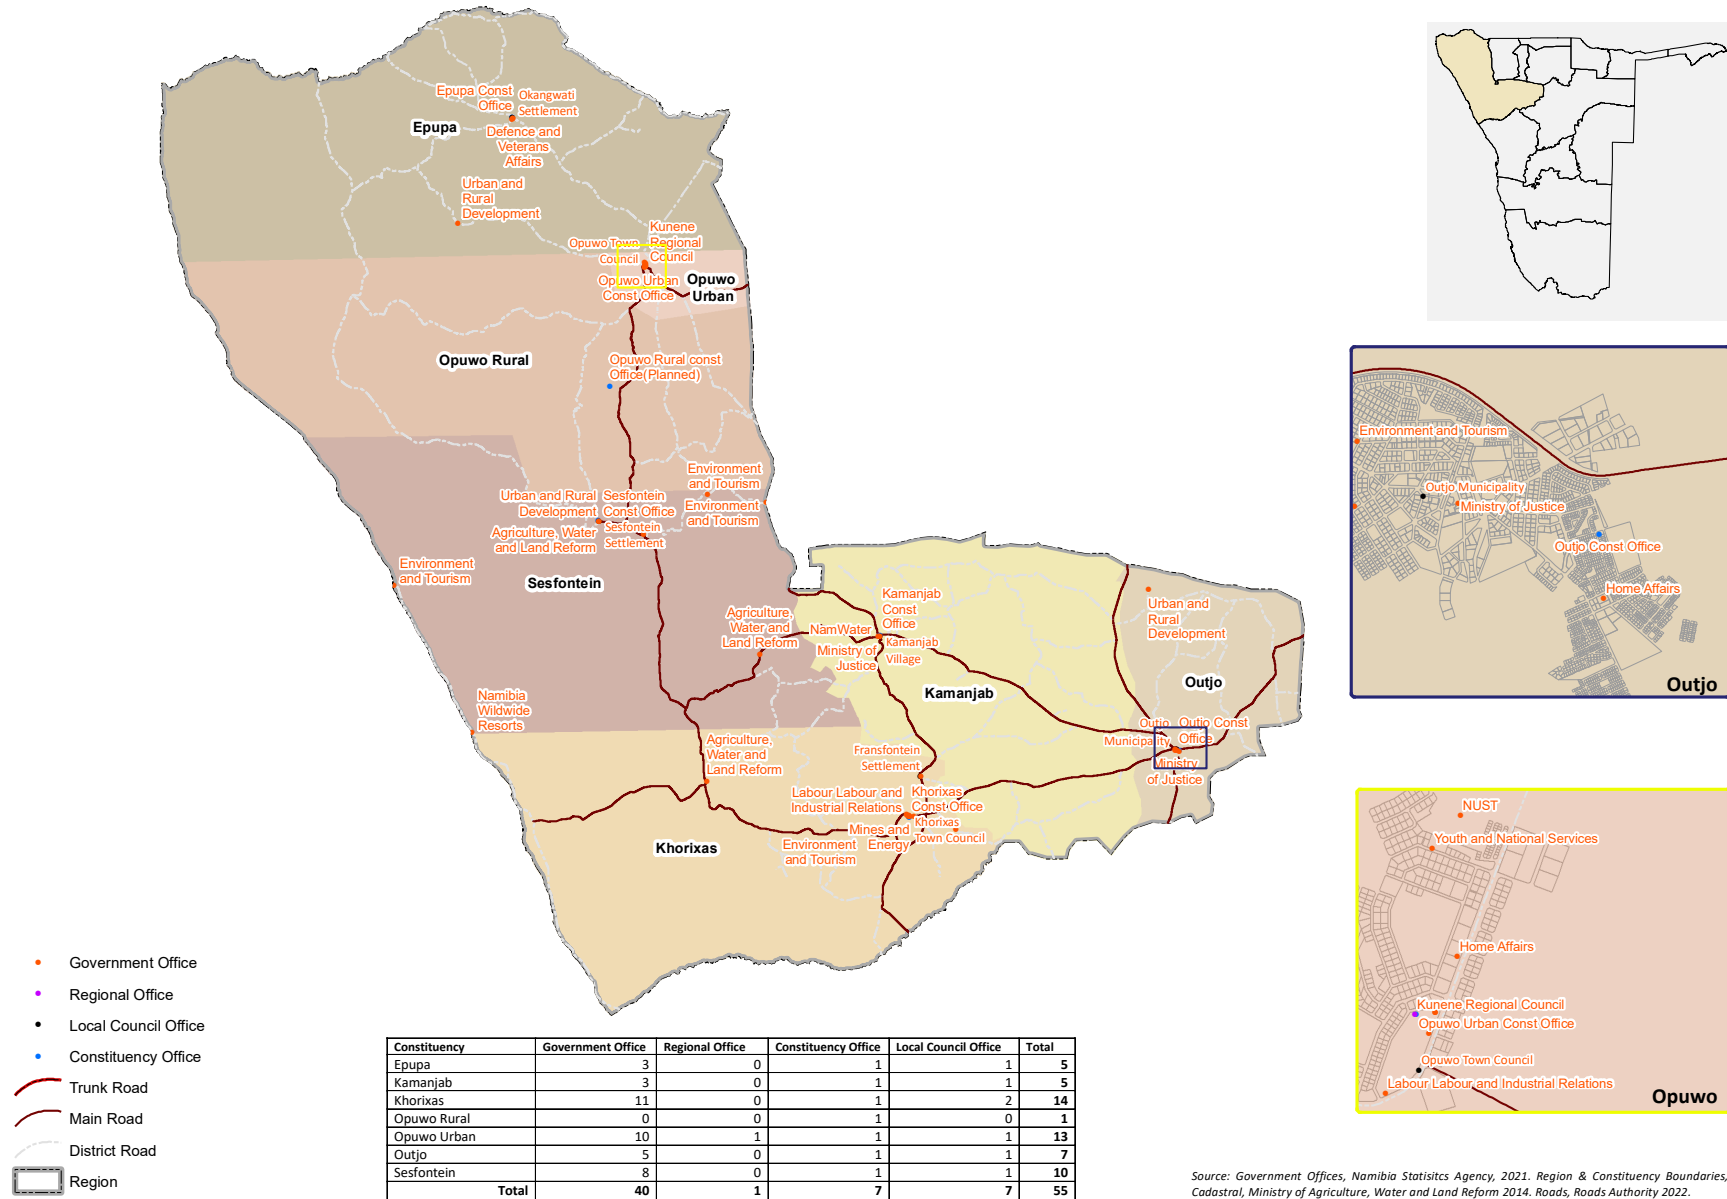 Epupa Const
Office
Okangwati
Settlement
Epupa
Defence and
Veterans
Affairs
Urban and
Rural
Development
Kunene
Regional
Council
Opuwo Town
Council
Opuwo Urban
Const Office
Opuwo
Urban
Opuwo Rural
Opuwo Rural const
Office(Planned)
Environment
and Tourism
Environment
and Tourism
Urban and Rural
Development
Sesfontein
Const Office
Agriculture, Water
and Land Reform
Sesfontein
Settlement
Environment
and Tourism
Sesfontein
Agriculture,
Water and
Land Reform
Kamanjab
Const
Office
NamWater
Kamanjab
Village
Ministry of
Justice
Urban and
Rural
Development
Kamanjab
Outjo
Namibia
Wildwide
Resorts
Outjo
Municipality
Outjo Const
Office
Ministry
of Justice
Agriculture,
Water and
Land Reform
Fransfontein
Settlement
Labour Labour and
Industrial Relations
Khorixas
Const Office
Khorixas
Town Council
Mines and
Energy
Environment
and Tourism
Khorixas
Environment and Tourism
Outjo Municipality
Ministry of Justice
Outjo Const Office
Home Affairs
Outjo
NUST
Youth and National Services
Home Affairs
Kunene Regional Council
Opuwo Urban Const Office
Opuwo Town Council
Labour Labour and Industrial Relations
Opuwo
Government Office
Regional Office
Local Council Office
Constituency Office
Trunk Road
Main Road
District Road
Region
Constituency Government Office Regional Office Constituency Office Local Council Office Total
Epupa 3 0 1 1 5
Kamanjab 3 0 1 1 5
Khorixas 11 0 1 2 14
Opuwo Rural 0 0 1 0 1
Opuwo Urban 10 1 1 1 13
Outjo 5 0 1 1 7
Sesfontein 8 0 1 1 10
Total 40 1 7 7 55
Source: Government Offices, Namibia Statisitcs Agency, 2021. Region & Constituency Boundaries,
Cadastral, Ministry of Agriculture, Water and Land Reform 2014. Roads, Roads Authority 2022.